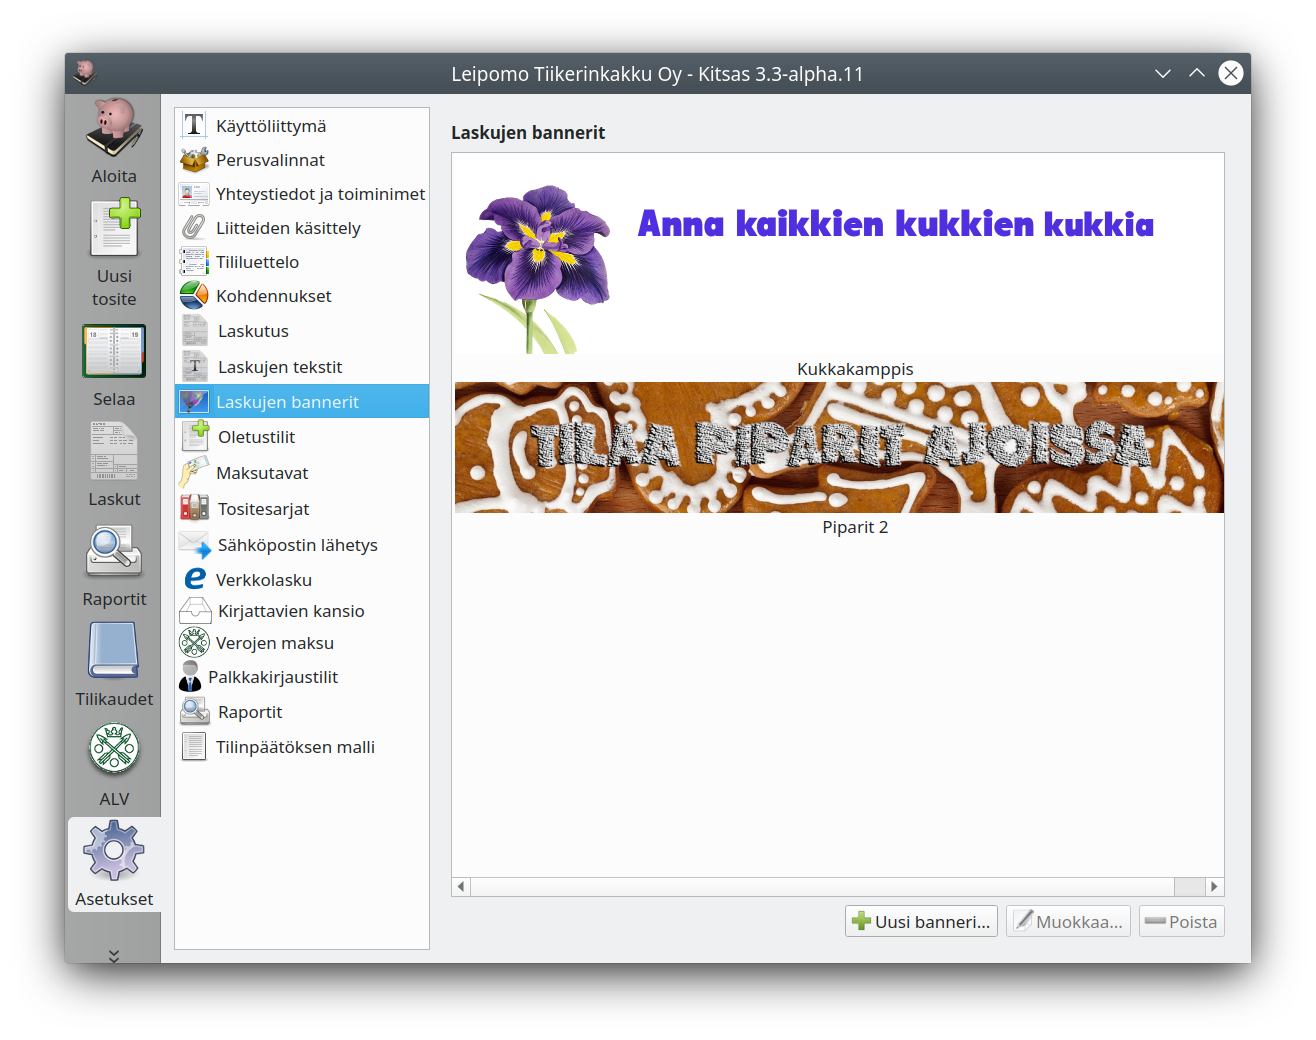 Leipomo Tiikerinkakku Oy - Kitsas 3.3-alpha.11
Aloita
Uusi
tosite
18 19
Selaa
Laskut
Raportit
Tilikaudet
ALV
Asetukset
Käyttöliittymä
Perusvalinnat
Yhteystiedot ja toiminimet
Liitteiden käsittely
Tililuettelo
Kohdennukset
Laskutus
Laskujen tekstit
Laskujen bannerit
Oletustilit
Maksutavat
Tositesarjat
Sähköpostin lähetys
Verkkolasku
Kirjattavien kansio
Verojen maksu
Palkkakirjaustilit
Raportit
Tilinpäätöksen malli
Laskujen bannerit
Anna kaikkien kukkien kukkia
Kukkakamppis
TILAA PIPARIT AJOISSA
Piparit 2
Uusi banneri...
Muokkaa...
Poista